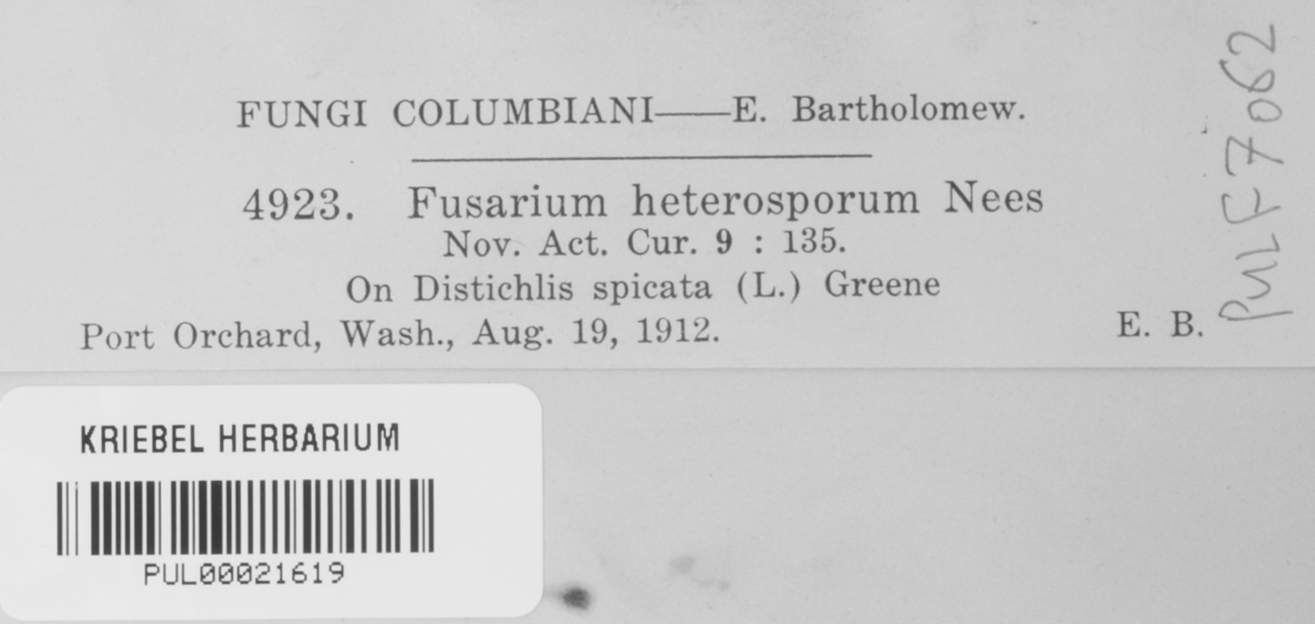 FUNGI COLUMBIANI——E. Bartholomew.
4923. Fusarium heterosporum Nees
Nov. Act. Cur. 9 : 135.
On Distichlis spicata (L.) Greene
Port Orchard, Wash., Aug. 19, 1912. E. B.
PUL F7062
KRIEBEL HERBARIUM
PUL00021619